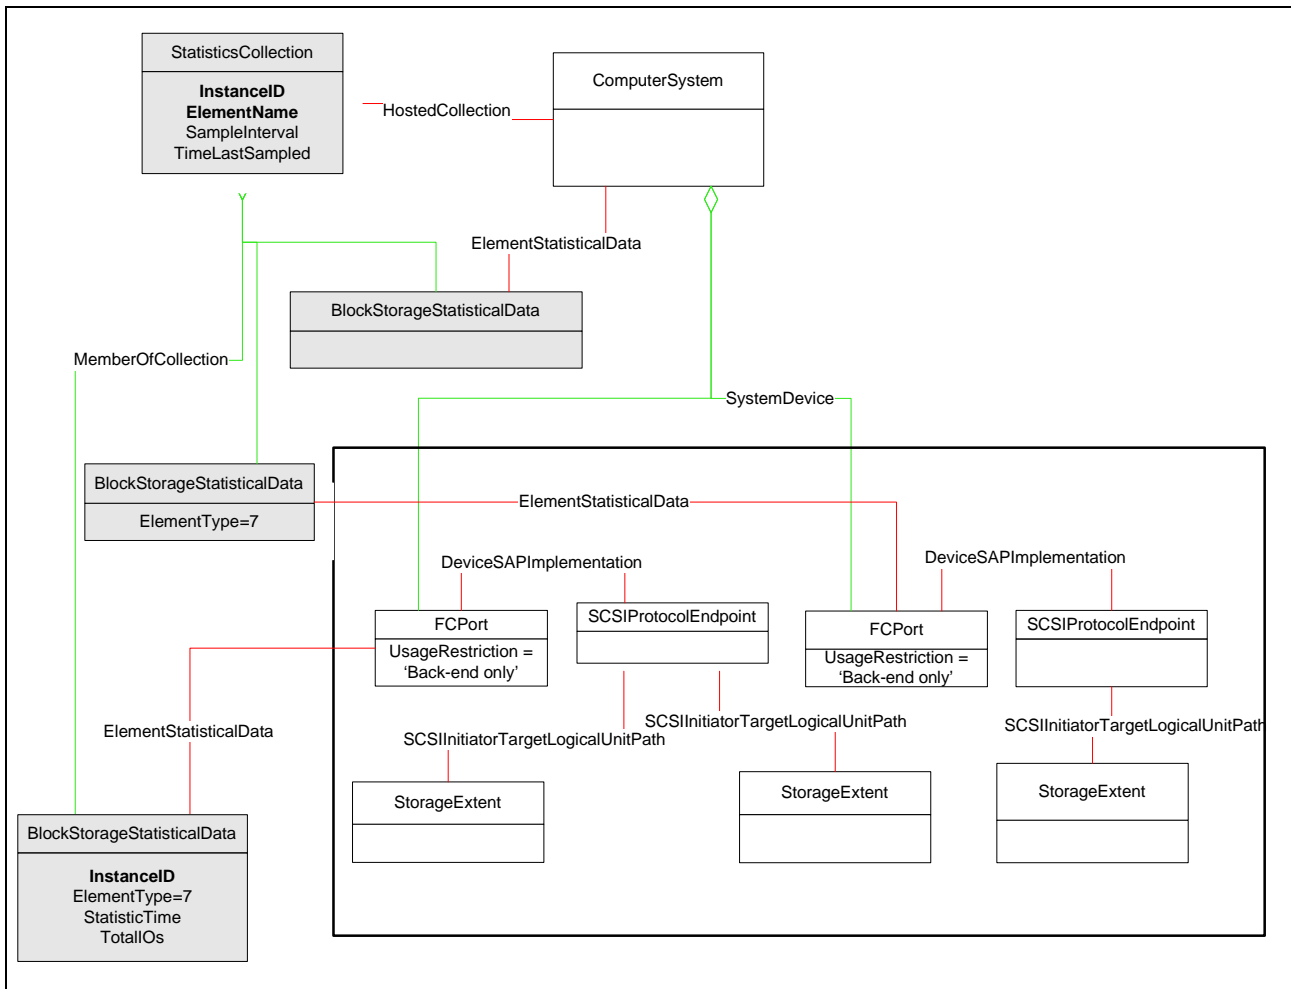 StatisticsCollection
InstanceID
ElementName
SampleInterval
TimeLastSampled
ComputerSystem
HostedCollection
ElementStatisticalData
BlockStorageStatisticalData
MemberOfCollection
SystemDevice
BlockStorageStatisticalData
ElementType=7
ElementStatisticalData
DeviceSAPImplementation
DeviceSAPImplementation
FCPort
UsageRestriction =
‘Back-end only’
SCSIProtocolEndpoint
FCPort
UsageRestriction =
‘Back-end only’
SCSIProtocolEndpoint
ElementStatisticalData
SCSIInitiatorTargetLogicalUnitPath
SCSIInitiatorTargetLogicalUnitPath
SCSIInitiatorTargetLogicalUnitPath
StorageExtent
StorageExtent
StorageExtent
BlockStorageStatisticalData
InstanceID
ElementType=7
StatisticTime
TotalIOs